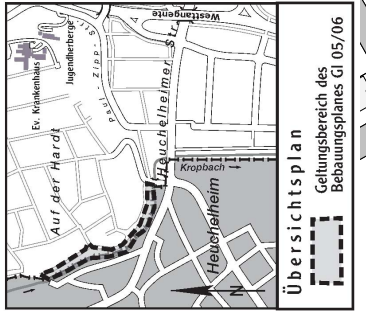 Westtangente
Ev. Krankenhaus
Jugendherberge
Paul-Zipp-S
Auf der Hardt
Heuchelheimer Str
Kropbach →
Heuchelheim
N
Übersichtsplan
Geltungsbereich des
Bebauungsplanes GI 05/06